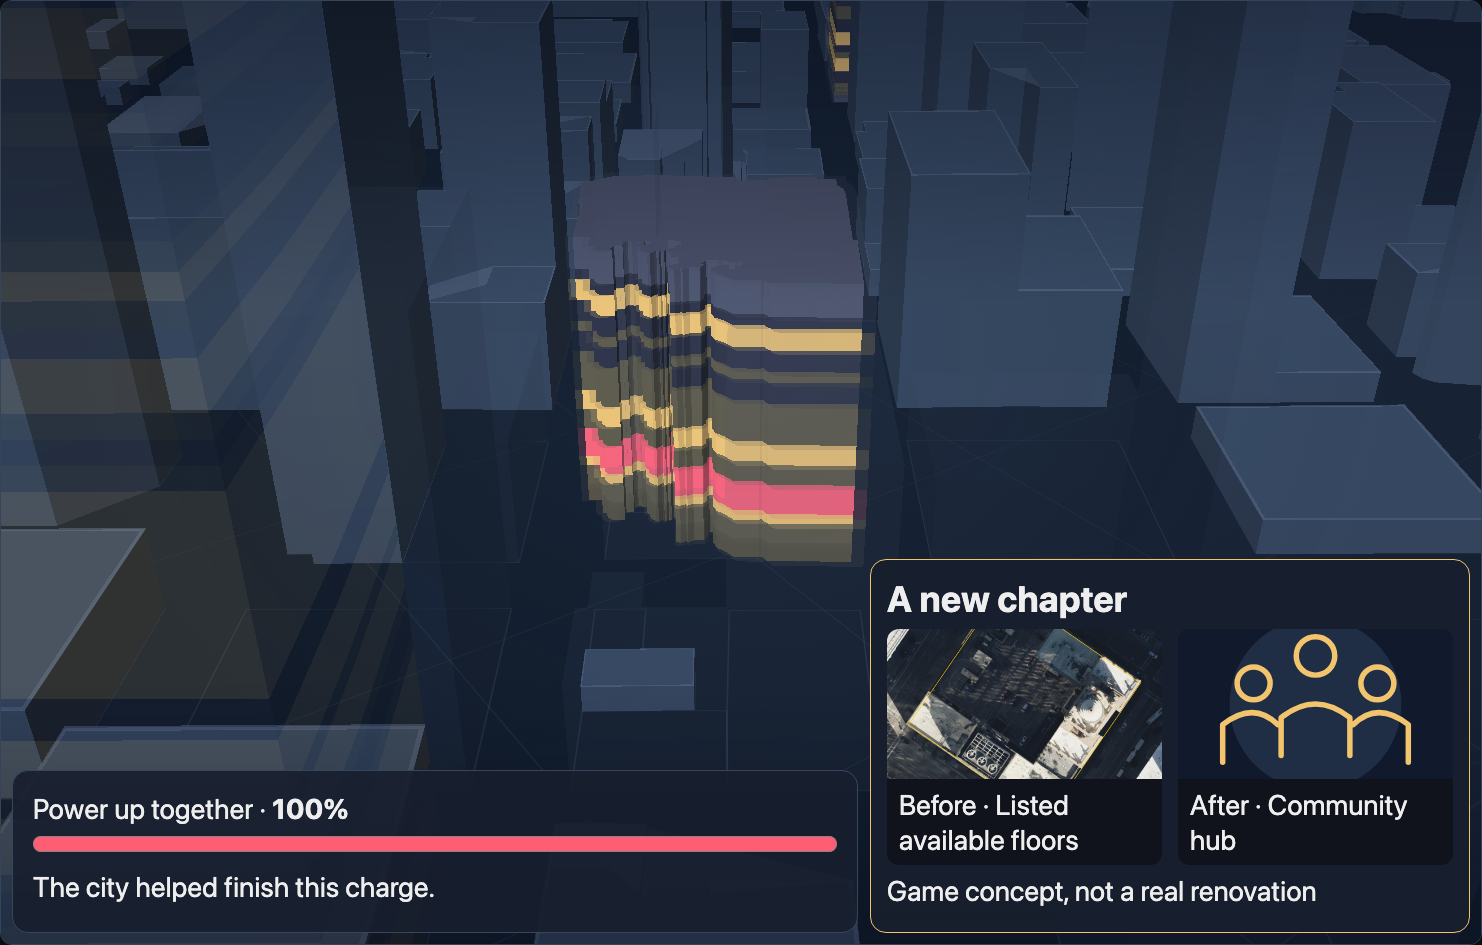 A new chapter
Before · Listed
available floors
After · Community
hub
Game concept, not a real renovation
Power up together · 100%
The city helped finish this charge.